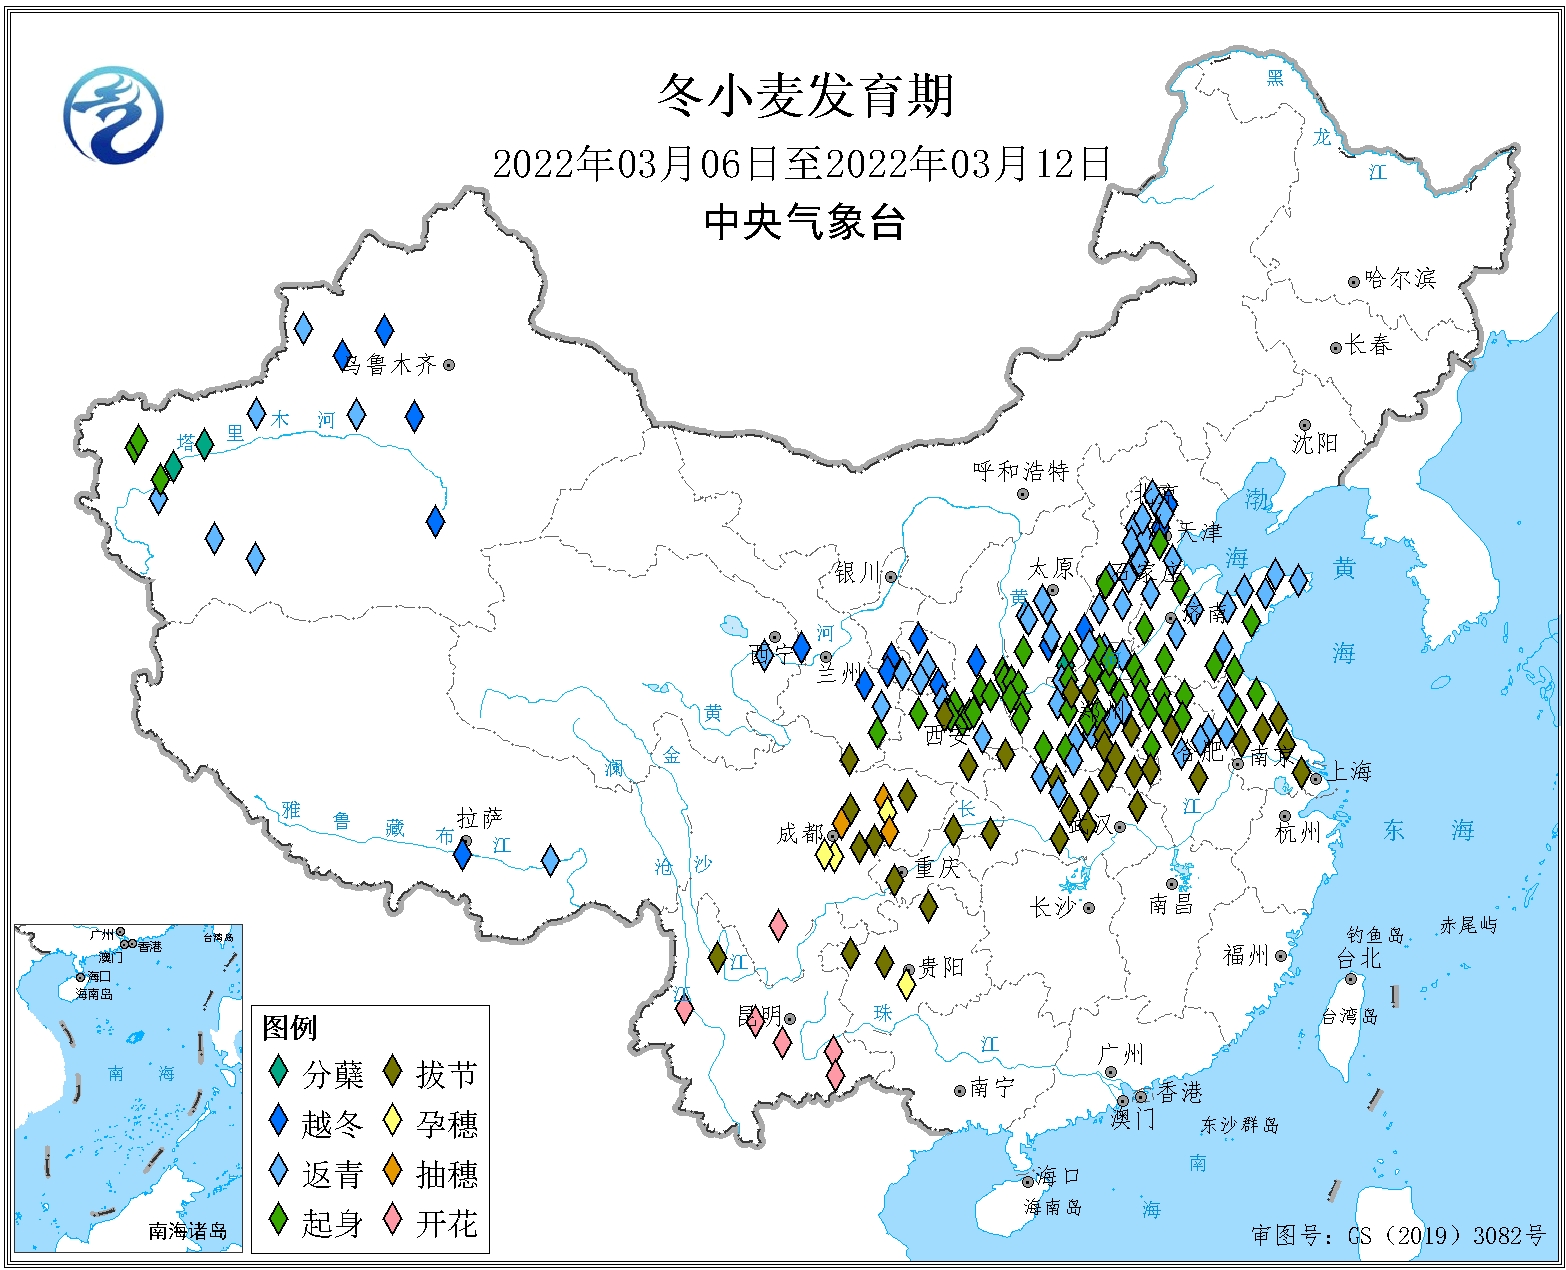 冬小麦发育期
2022年03月06日至2022年03月12日
中央气象台
黑
龙
江
哈尔滨
长春
沈阳
乌鲁木齐
塔
里
木
河
呼和浩特
北京
天津
渤
海
黄
海
银川
太原
石家庄
济南
黄
河
西宁
兰州
黄
西安
郑州
合肥
南京
上海
金
澜
雅
鲁
藏
布
江
拉萨
成都
长
江
武汉
杭州
东
海
沧
沙
重庆
长沙
南昌
赤尾屿
钓鱼岛
福州
台北
江
贵阳
江
昆明
珠
江
台湾岛
广州
南宁
香港
澳门
东沙群岛
南
海
海口
海南岛
广州
香港
澳门
台湾岛
海口
海南岛
南
海
南海诸岛
图例
分蘖
拔节
越冬
孕穗
返青
抽穗
起身
开花
审图号：GS（2019）3082号